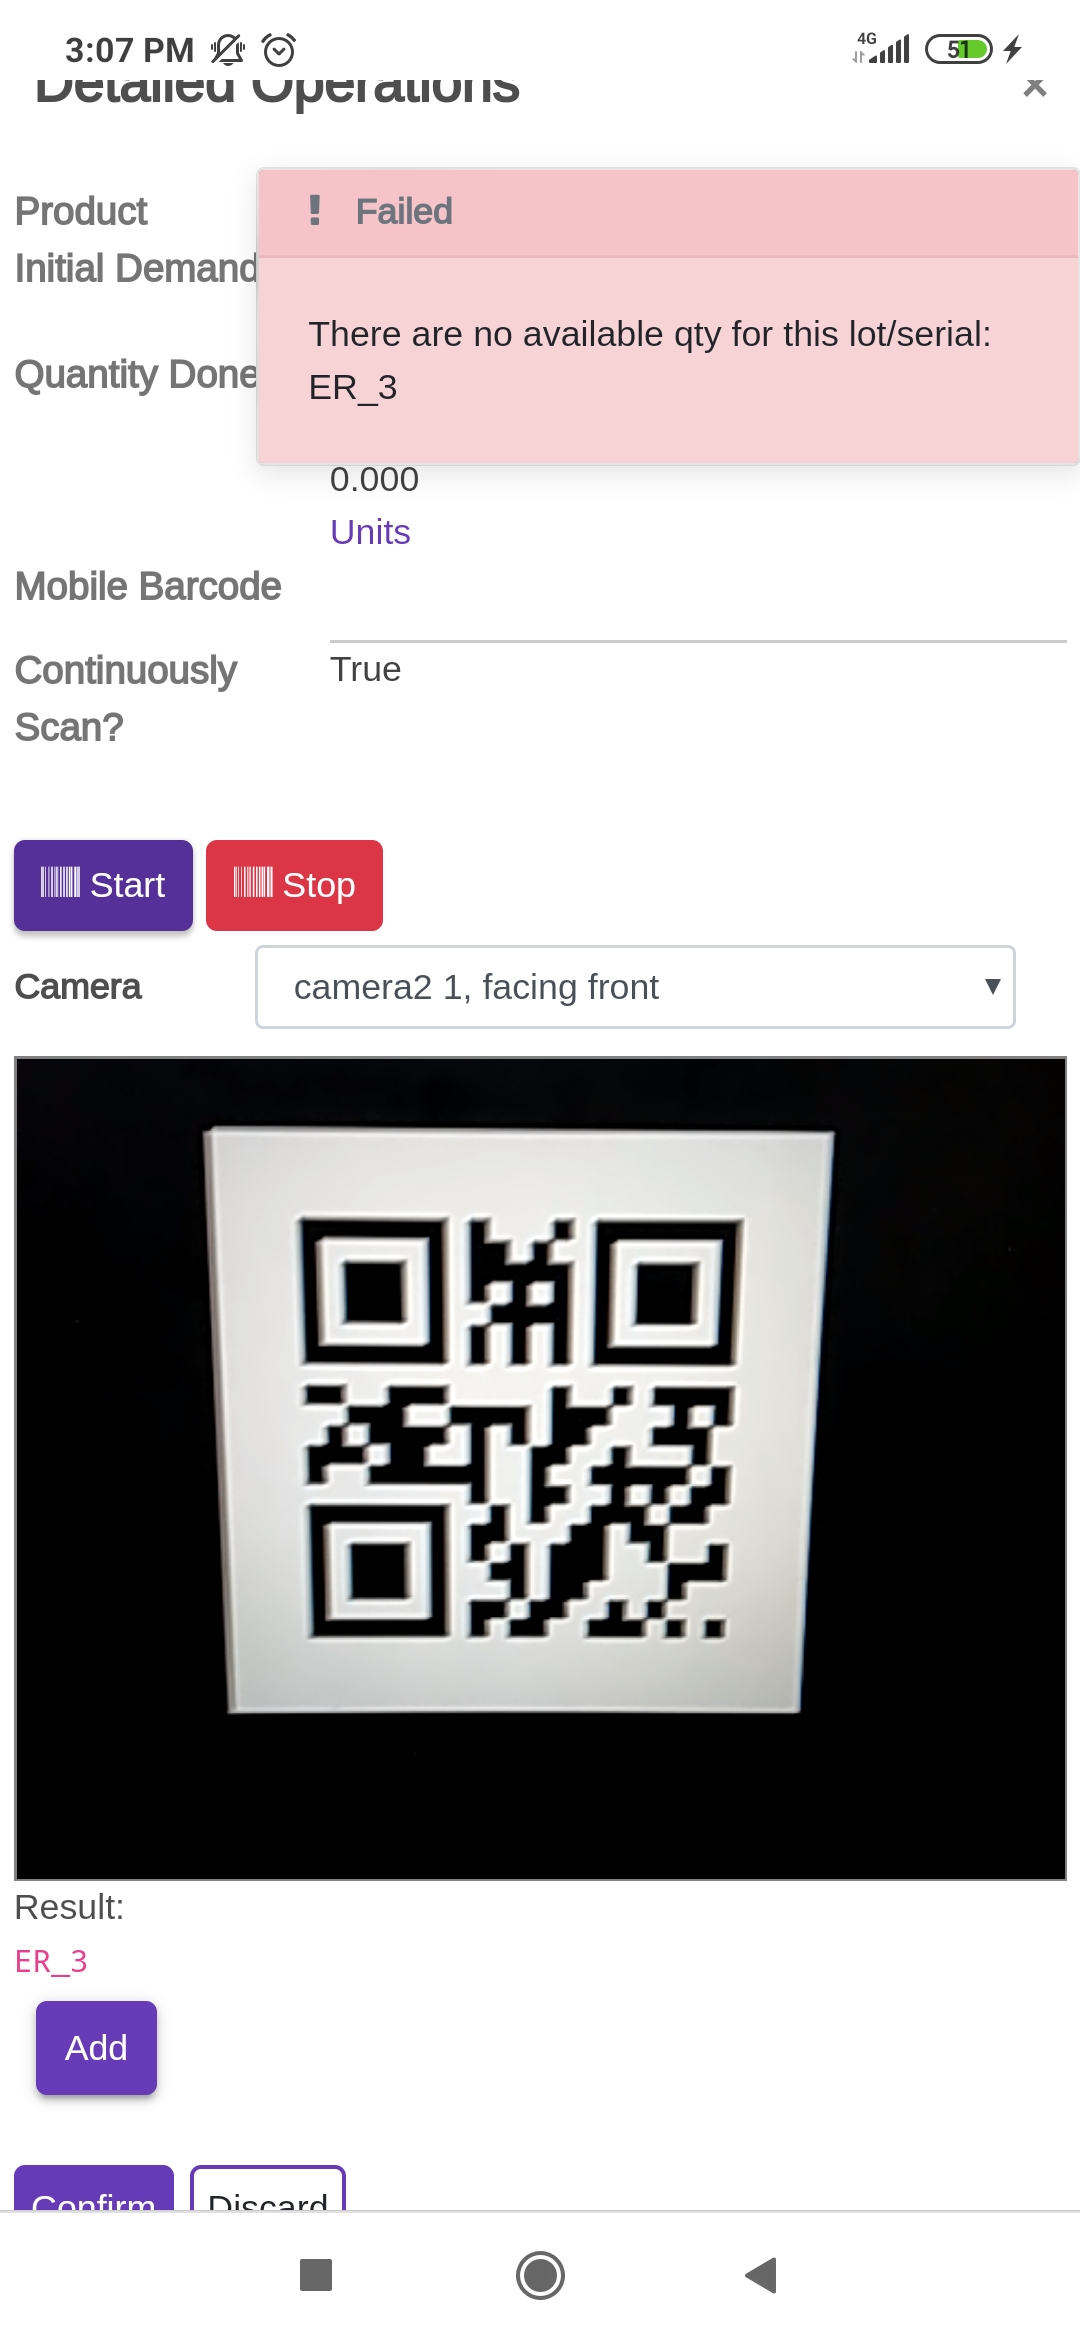 3:07 PM
4G
51
Detailed Operations
×
Product
Failed
Initial Demand
There are no available qty for this lot/serial:
ER_3
Quantity Done
0.000
Units
Mobile Barcode
Continuously
Scan?
True
Start
Stop
Camera
camera2 1, facing front
Result:
ER_3
Add
Confirm
Discard